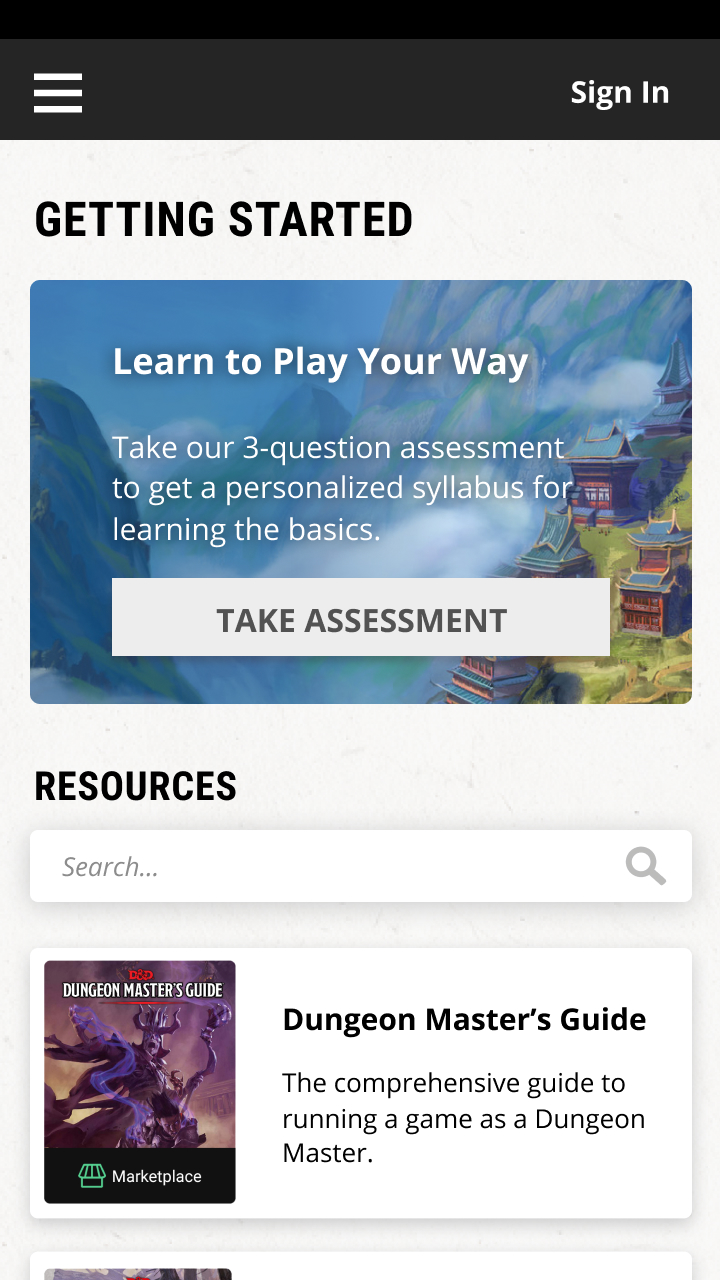 Sign In
GETTING STARTED
Learn to Play Your Way
Take our 3-question assessment
to get a personalized syllabus for
learning the basics.
TAKE ASSESSMENT
RESOURCES
Search...
D&D
DUNGEON MASTER'S GUIDE
Marketplace
Dungeon Master’s Guide
The comprehensive guide to
running a game as a Dungeon
Master.